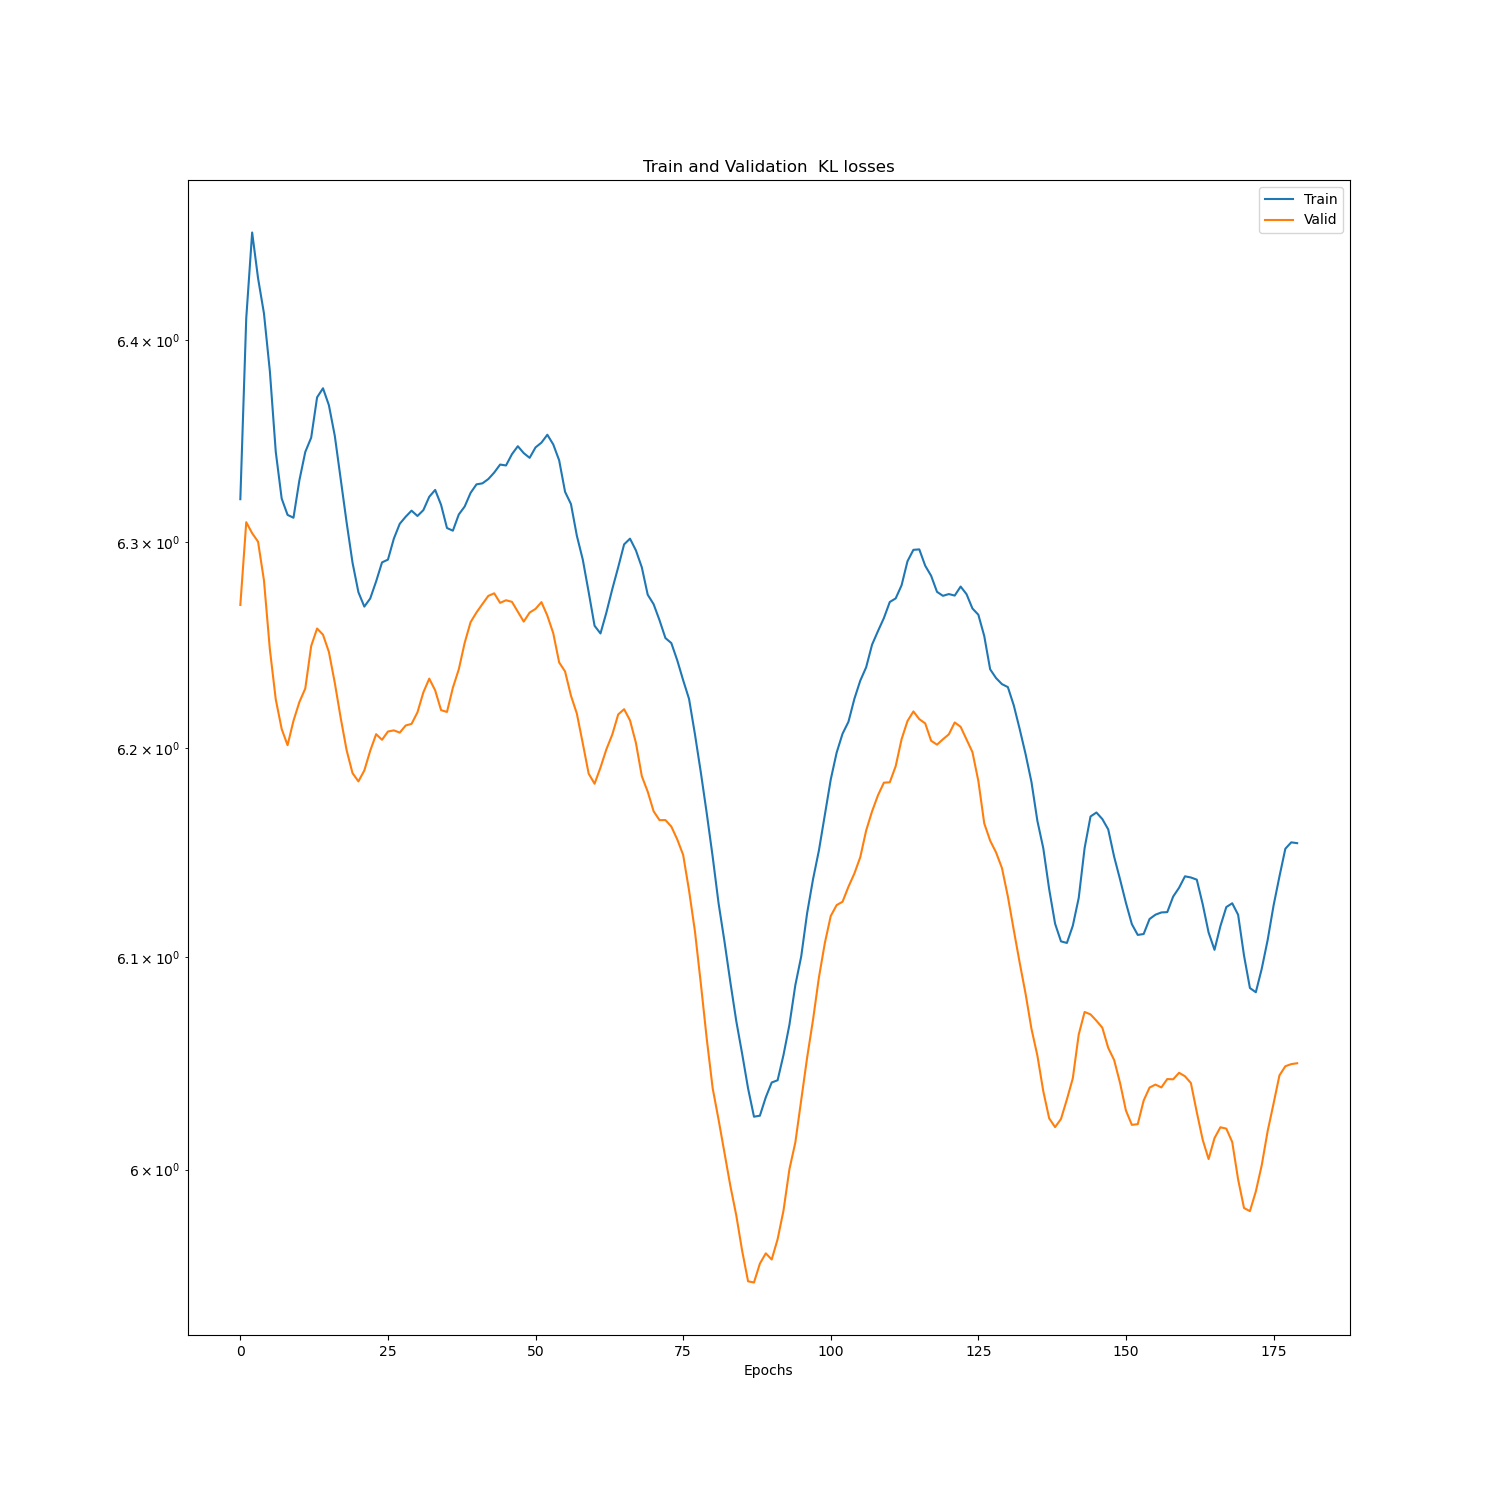 Train and Validation  KL losses
Train
Valid
6.4 × 10⁰
6.3 × 10⁰
6.2 × 10⁰
6.1 × 10⁰
6 × 10⁰
0 25 50 75 100 125 150 175
Epochs